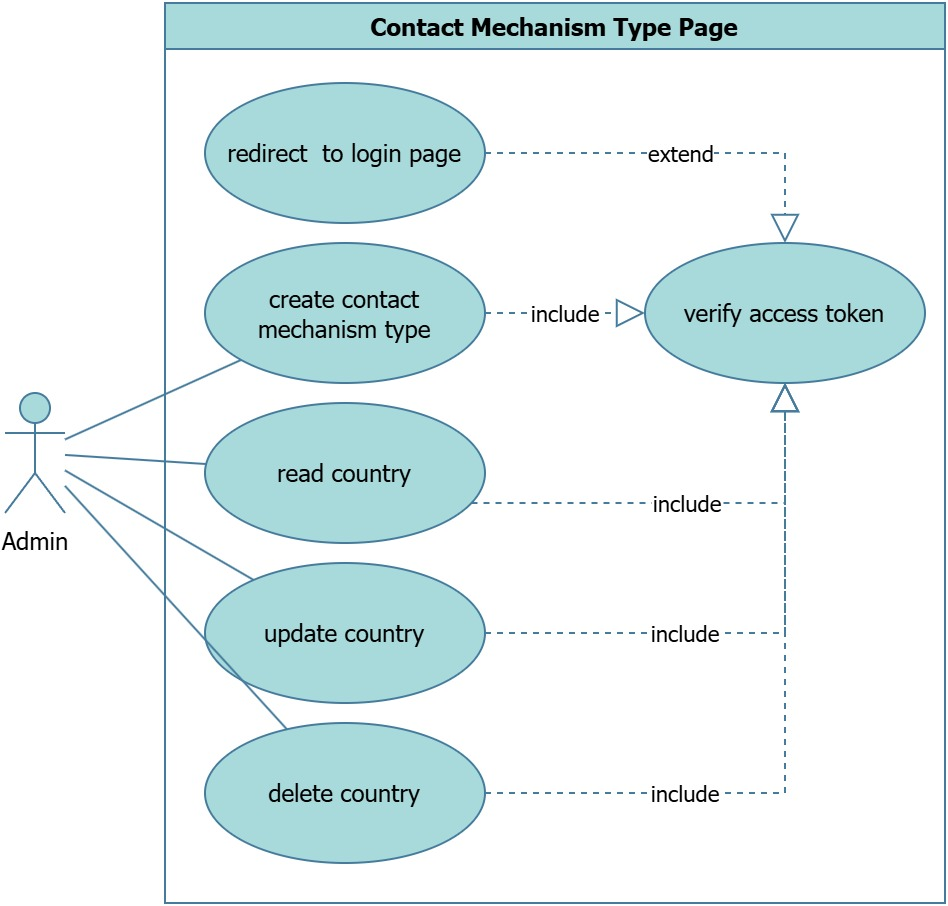 Contact Mechanism Type Page
redirect  to login page
extend
create contact
mechanism type
include
verify access token
read country
include
Admin
update country
include
delete country
include